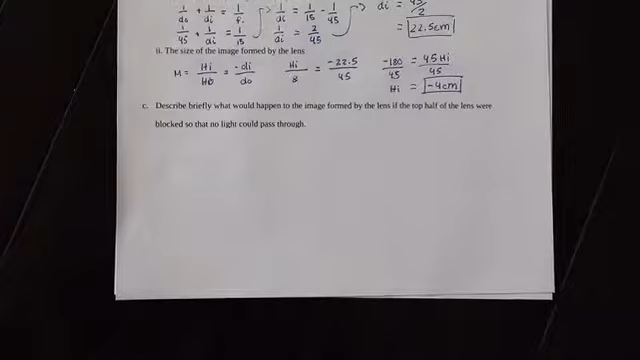 1/do + 1/di = 1/f. 1/di = 1/15 - 1/45 di = 45/2
1/45 + 1/di = 1/15 1/di = 2/45 = 22.5cm
ii. The size of the image formed by the lens
M = Hi/Ho = -di/do Hi/8 = -22.5/45 -180/45 = 45Hi/45
Hi = -4cm
c. Describe briefly what would happen to the image formed by the lens if the top half of the lens were
blocked so that no light could pass through.